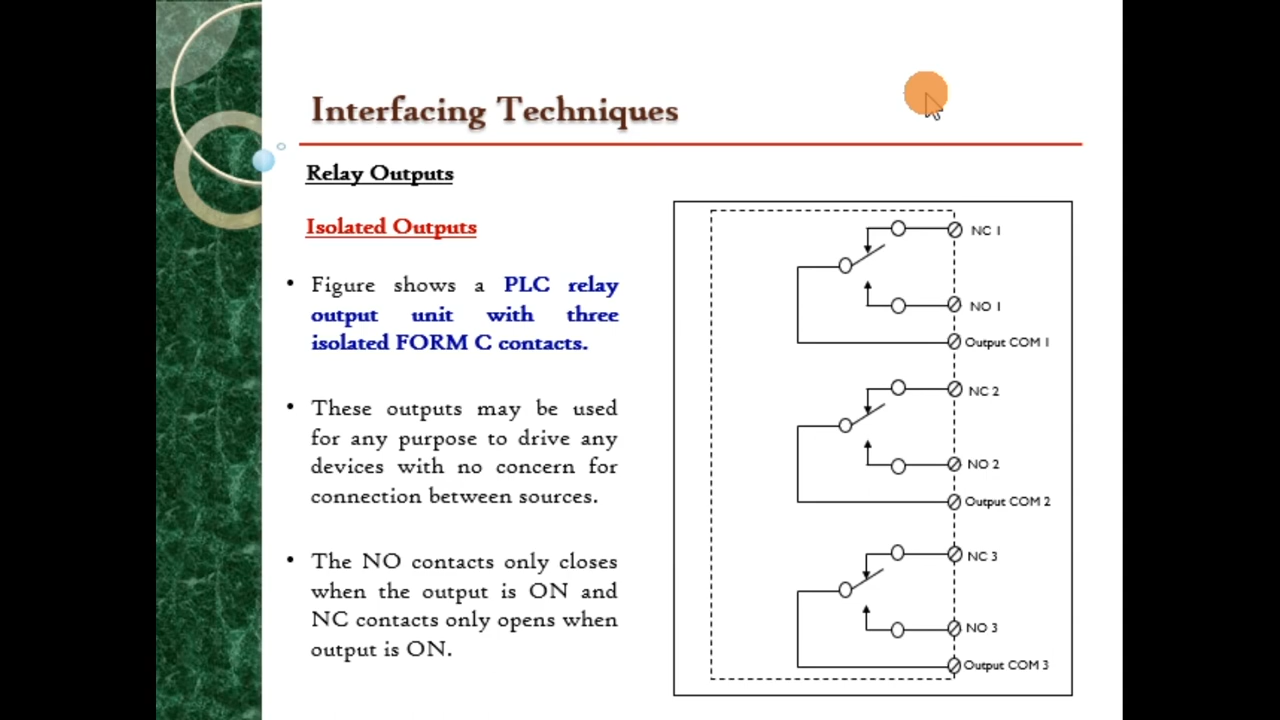 Interfacing Techniques
Relay Outputs
Isolated Outputs
• Figure shows a PLC relay
output unit with three
isolated FORM C contacts.
• These outputs may be used
for any purpose to drive any
devices with no concern for
connection between sources.
• The NO contacts only closes
when the output is ON and
NC contacts only opens when
output is ON.
NC 1
NO 1
Output COM 1
NC 2
NO 2
Output COM 2
NC 3
NO 3
Output COM 3